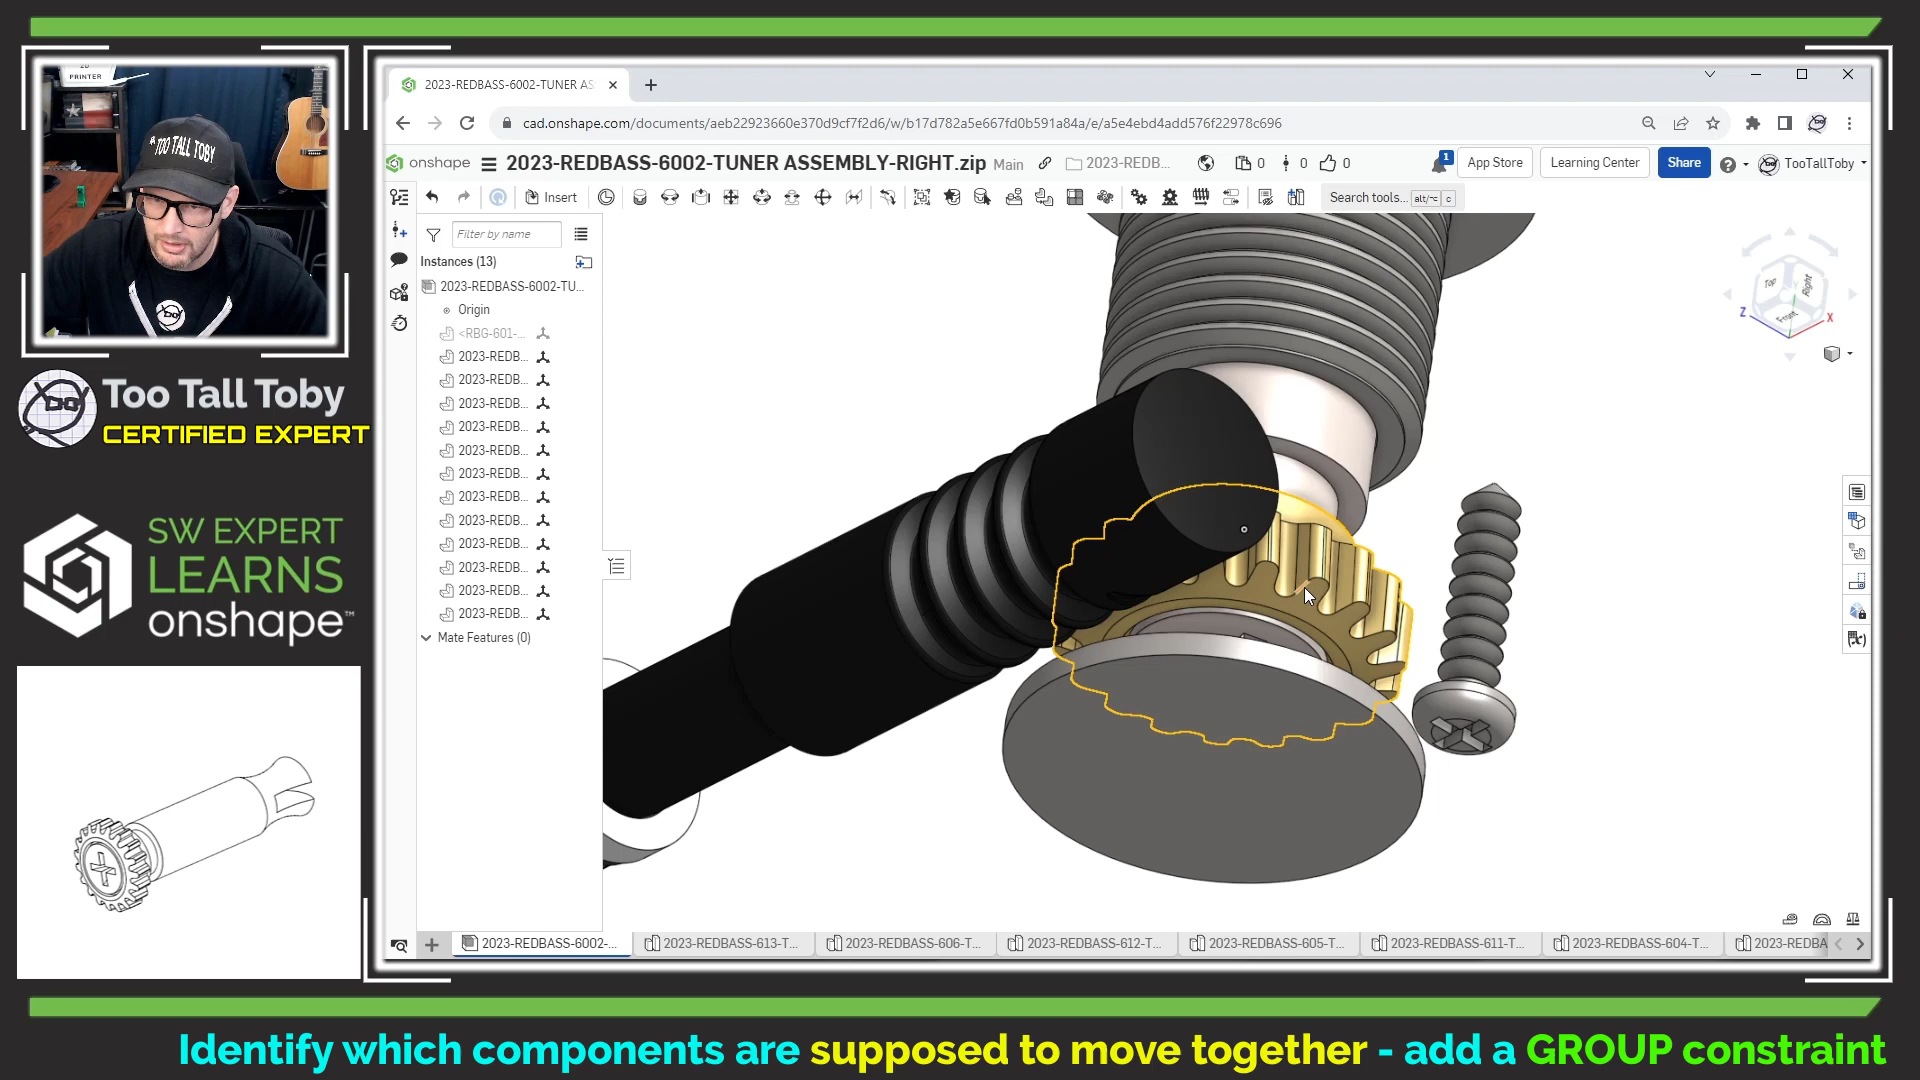 PRINTER
TOO TALL TOBY
Too Tall Toby
CERTIFIED EXPERT
SW EXPERT
LEARNS
onshape™
2023-REDBASS-6002-TUNER AS
cad.onshape.com/documents/aeb22923660e370d9cf7f2d6/w/b17d782a5e667fd0b591a84a/e/a5e4ebd4add576f22978c696
onshape 2023-REDBASS-6002-TUNER ASSEMBLY-RIGHT.zip Main 2023-REDB... 0 0 0 1 App Store Learning Center Share TooTallToby
Insert Search tools... alt/⌥ c
Filter by name
Instances (13)
2023-REDBASS-6002-TU...
Origin
<RBG-601-...
2023-REDB...
2023-REDB...
2023-REDB...
2023-REDB...
2023-REDB...
2023-REDB...
2023-REDB...
2023-REDB...
2023-REDB...
2023-REDB...
2023-REDB...
2023-REDB...
Mate Features (0)
Top Right Front Z X
2023-REDBASS-6002-... 2023-REDBASS-613-T... 2023-REDBASS-606-T... 2023-REDBASS-612-T... 2023-REDBASS-605-T... 2023-REDBASS-611-T... 2023-REDBASS-604-T... 2023-REDBA
Identify which components are supposed to move together - add a GROUP constraint